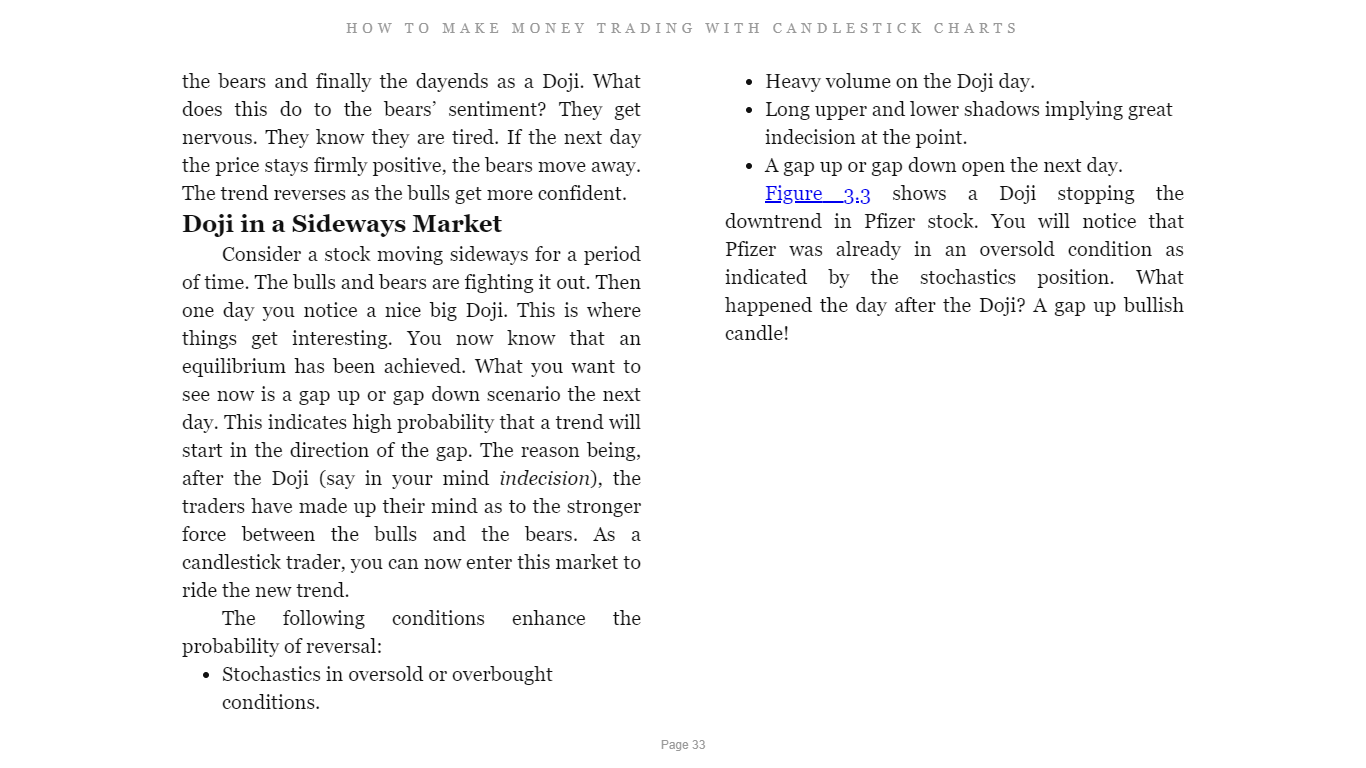 HOW TO MAKE MONEY TRADING WITH CANDLESTICK CHARTS
the bears and finally the dayends as a Doji. What
does this do to the bears’ sentiment? They get
nervous. They know they are tired. If the next day
the price stays firmly positive, the bears move away.
The trend reverses as the bulls get more confident.
Doji in a Sideways Market
Consider a stock moving sideways for a period
of time. The bulls and bears are fighting it out. Then
one day you notice a nice big Doji. This is where
things get interesting. You now know that an
equilibrium has been achieved. What you want to
see now is a gap up or gap down scenario the next
day. This indicates high probability that a trend will
start in the direction of the gap. The reason being,
after the Doji (say in your mind indecision), the
traders have made up their mind as to the stronger
force between the bulls and the bears. As a
candlestick trader, you can now enter this market to
ride the new trend.
The following conditions enhance the
probability of reversal:
• Stochastics in oversold or overbought
conditions.
• Heavy volume on the Doji day.
• Long upper and lower shadows implying great
indecision at the point.
• A gap up or gap down open the next day.
Figure 3.3 shows a Doji stopping the
downtrend in Pfizer stock. You will notice that
Pfizer was already in an oversold condition as
indicated by the stochastics position. What
happened the day after the Doji? A gap up bullish
candle!
Page 33